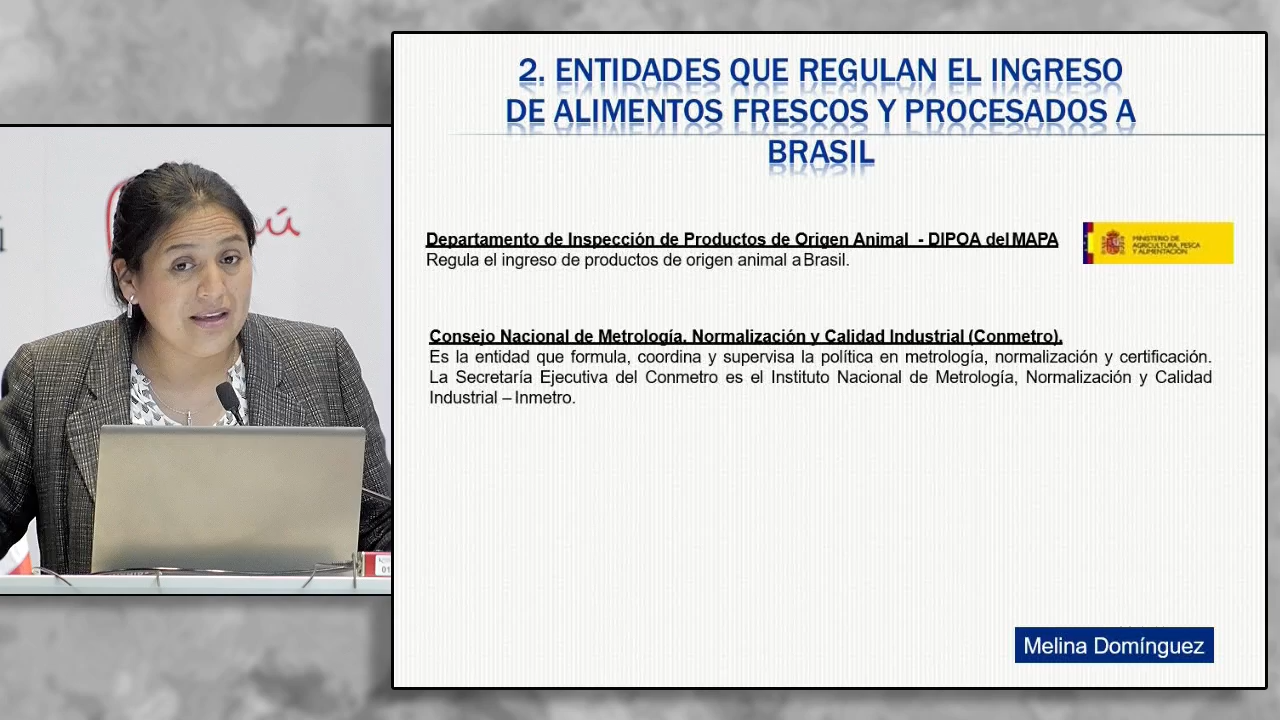 2. ENTIDADES QUE REGULAN EL INGRESO
DE ALIMENTOS FRESCOS Y PROCESADOS A
BRASIL
Departamento de Inspección de Productos de Origen Animal - DIPOA del MAPA
Regula el ingreso de productos de origen animal a Brasil.
MINISTERIO DE
AGRICULTURA, PESCA
Y ALIMENTACIÓN
Consejo Nacional de Metrología, Normalización y Calidad Industrial (Conmetro).
Es la entidad que formula, coordina y supervisa la política en metrología, normalización y certificación.
La Secretaría Ejecutiva del Conmetro es el Instituto Nacional de Metrología, Normalización y Calidad
Industrial – Inmetro.
Melina Domínguez